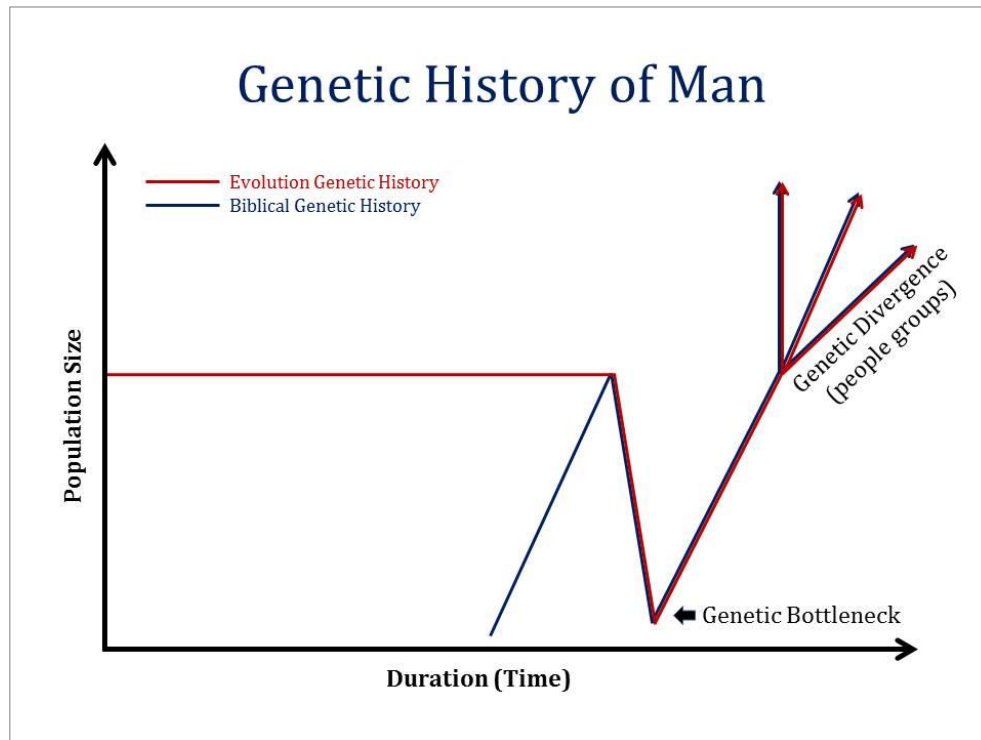 Genetic History of Man
Evolution Genetic History
Biblical Genetic History
Population Size
Genetic Divergence
(people groups)
Genetic Bottleneck
Duration (Time)